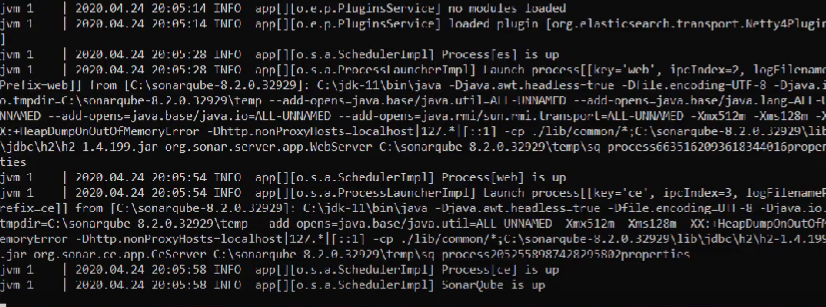 jvm 1    | 2020.04.24 20:05:14 INFO  app[][o.e.p.PluginsService] no modules loaded
jvm 1    | 2020.04.24 20:05:14 INFO  app[][o.e.p.PluginsService] loaded plugin [org.elasticsearch.transport.Netty4Plugin
]
jvm 1    | 2020.04.24 20:05:28 INFO  app[][o.s.a.SchedulerImpl] Process[es] is up
jvm 1    | 2020.04.24 20:05:28 INFO  app[][o.s.a.ProcessLauncherImpl] Launch process[[key='web', ipcIndex=2, logFilename
Prefix=web]] from [C:\sonarqube-8.2.0.32929]: C:\jdk-11\bin\java -Djava.awt.headless=true -Dfile.encoding=UTF-8 -Djava.i
o.tmpdir=C:\sonarqube-8.2.0.32929\temp --add-opens=java.base/java.util=ALL-UNNAMED --add-opens=java.base/java.lang=ALL-U
NNAMED --add-opens=java.base/java.io=ALL-UNNAMED --add-opens=java.rmi/sun.rmi.transport=ALL-UNNAMED -Xmx512m -Xms128m -X
X:+HeapDumpOnOutOfMemoryError -Dhttp.nonProxyHosts=localhost|127.*|[::1] -cp ./lib/common/*;C:\sonarqube-8.2.0.32929\lib
\jdbc\h2\h2-1.4.199.jar org.sonar.server.app.WebServer C:\sonarqube 8.2.0.32929\temp\sq process6635162093618344016proper
ties
jvm 1    | 2020.04.24 20:05:54 INFO  app[][o.s.a.SchedulerImpl] Process[web] is up
jvm 1    | 2020.04.24 20:05:54 INFO  app[][o.s.a.ProcessLauncherImpl] Launch process[[key='ce', ipcIndex=3, logFilenameP
refix=ce]] from [C:\sonarqube-8.2.0.32929]: C:\jdk-11\bin\java -Djava.awt.headless=true -Dfile.encoding=UTF-8 -Djava.io.
tmpdir=C:\sonarqube-8.2.0.32929\temp   add opens=java.base/java.util=ALL UNNAMED  Xmx512m  Xms128m  XX:+HeapDumpOnOutOfM
emoryError -Dhttp.nonProxyHosts=localhost|127.*|[::1] -cp ./lib/common/*;C:\sonarqube-8.2.0.32929\lib\jdbc\h2\h2-1.4.199
.jar org.sonar.ce.app.CeServer C:\sonarqube 8.2.0.32929\temp\sq process2052558987428295802properties
jvm 1    | 2020.04.24 20:05:58 INFO  app[][o.s.a.SchedulerImpl] Process[ce] is up
jvm 1    | 2020.04.24 20:05:58 INFO  app[][o.s.a.SchedulerImpl] SonarQube is up